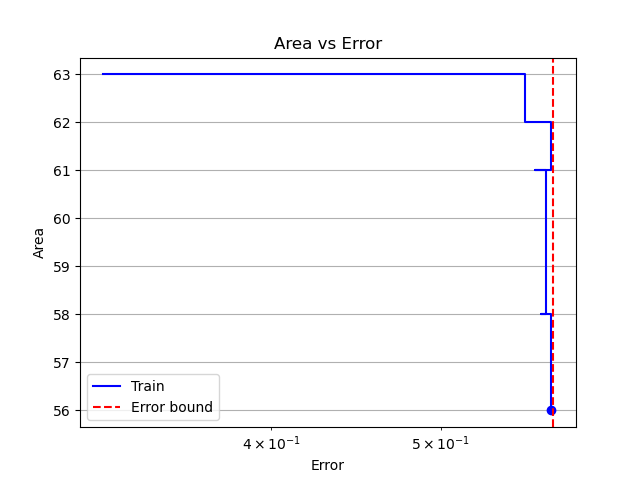 Area vs Error
63
62
61
60
59
58
57
56
Area
Train
Error bound
4 × 10⁻¹
5 × 10⁻¹
Error